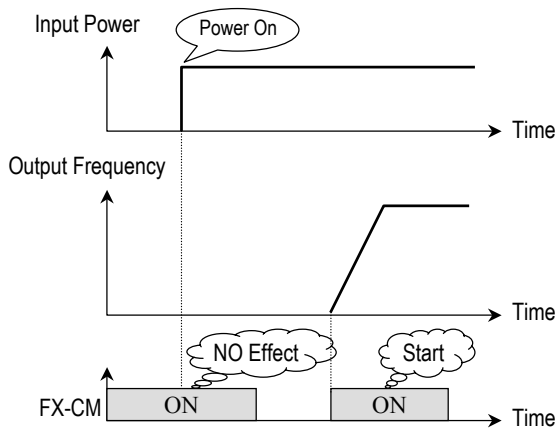 Input Power
Power On
Time
Output Frequency
Time
NO Effect
Start
FX-CM
ON
ON
Time